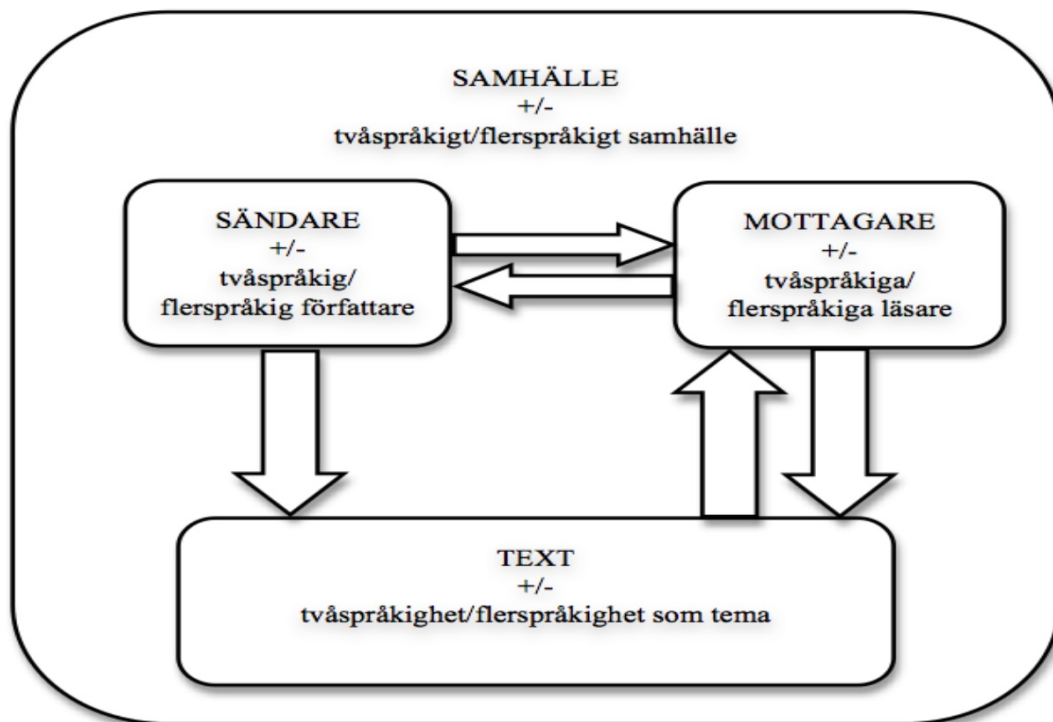 SAMHÄLLE
+/-
tvåspråkigt/flerspråkigt samhälle
SÄNDARE
+/-
tvåspråkig/
flerspråkig författare
MOTTAGARE
+/-
tvåspråkiga/
flerspråkiga läsare
TEXT
+/-
tvåspråkighet/flerspråkighet som tema